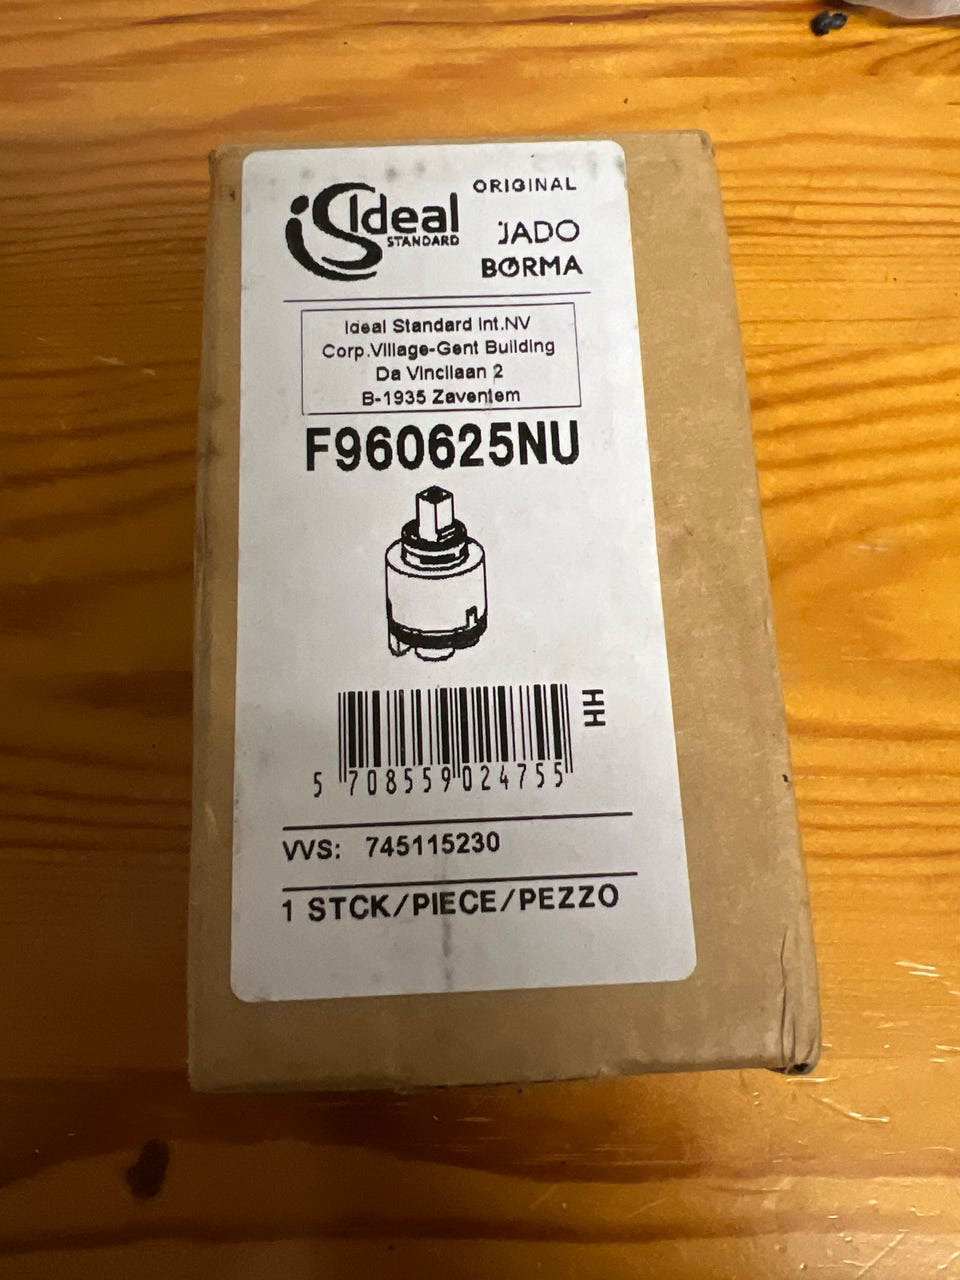 Ideal
STANDARD
ORIGINAL
JADO
BØRMA
Ideal Standard Int.NV
Corp.Village-Gent Building
Da Vincilaan 2
B-1935 Zaventem
F960625NU
HH
5 708559 024755
VVS: 745115230
1 STCK/PIECE/PEZZO